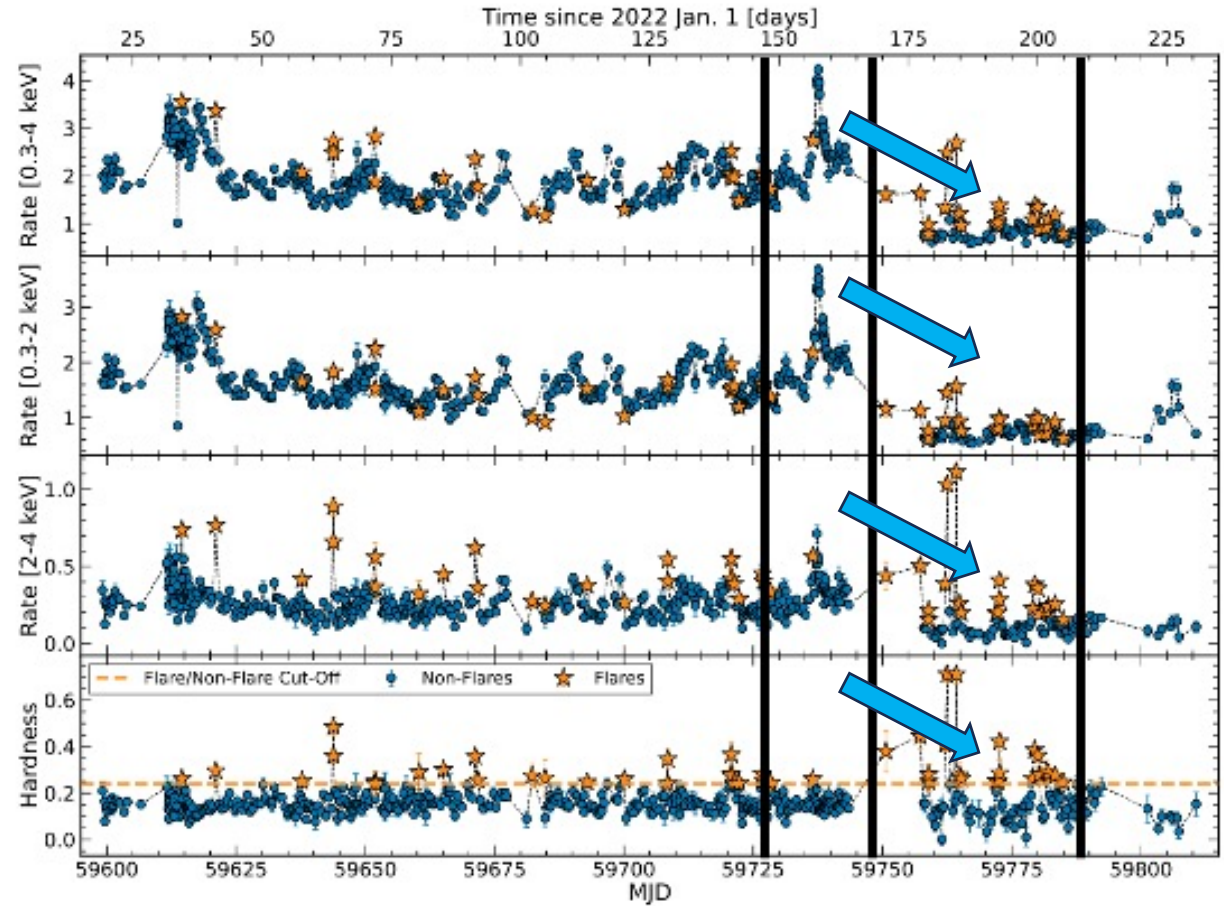 Time since 2022 Jan. 1 [days]
25 50 75 100 125 150 175 200 225
Rate [0.3-4 keV]
4
3
2
1
Rate [0.3-2 keV]
3
2
1
Rate [2-4 keV]
1.0
0.5
0.0
Flare/Non-Flare Cut-Off Non-Flares Flares
Hardness
0.6
0.4
0.2
0.0
59600 59625 59650 59675 59700 59725 59750 59775 59800
MJD